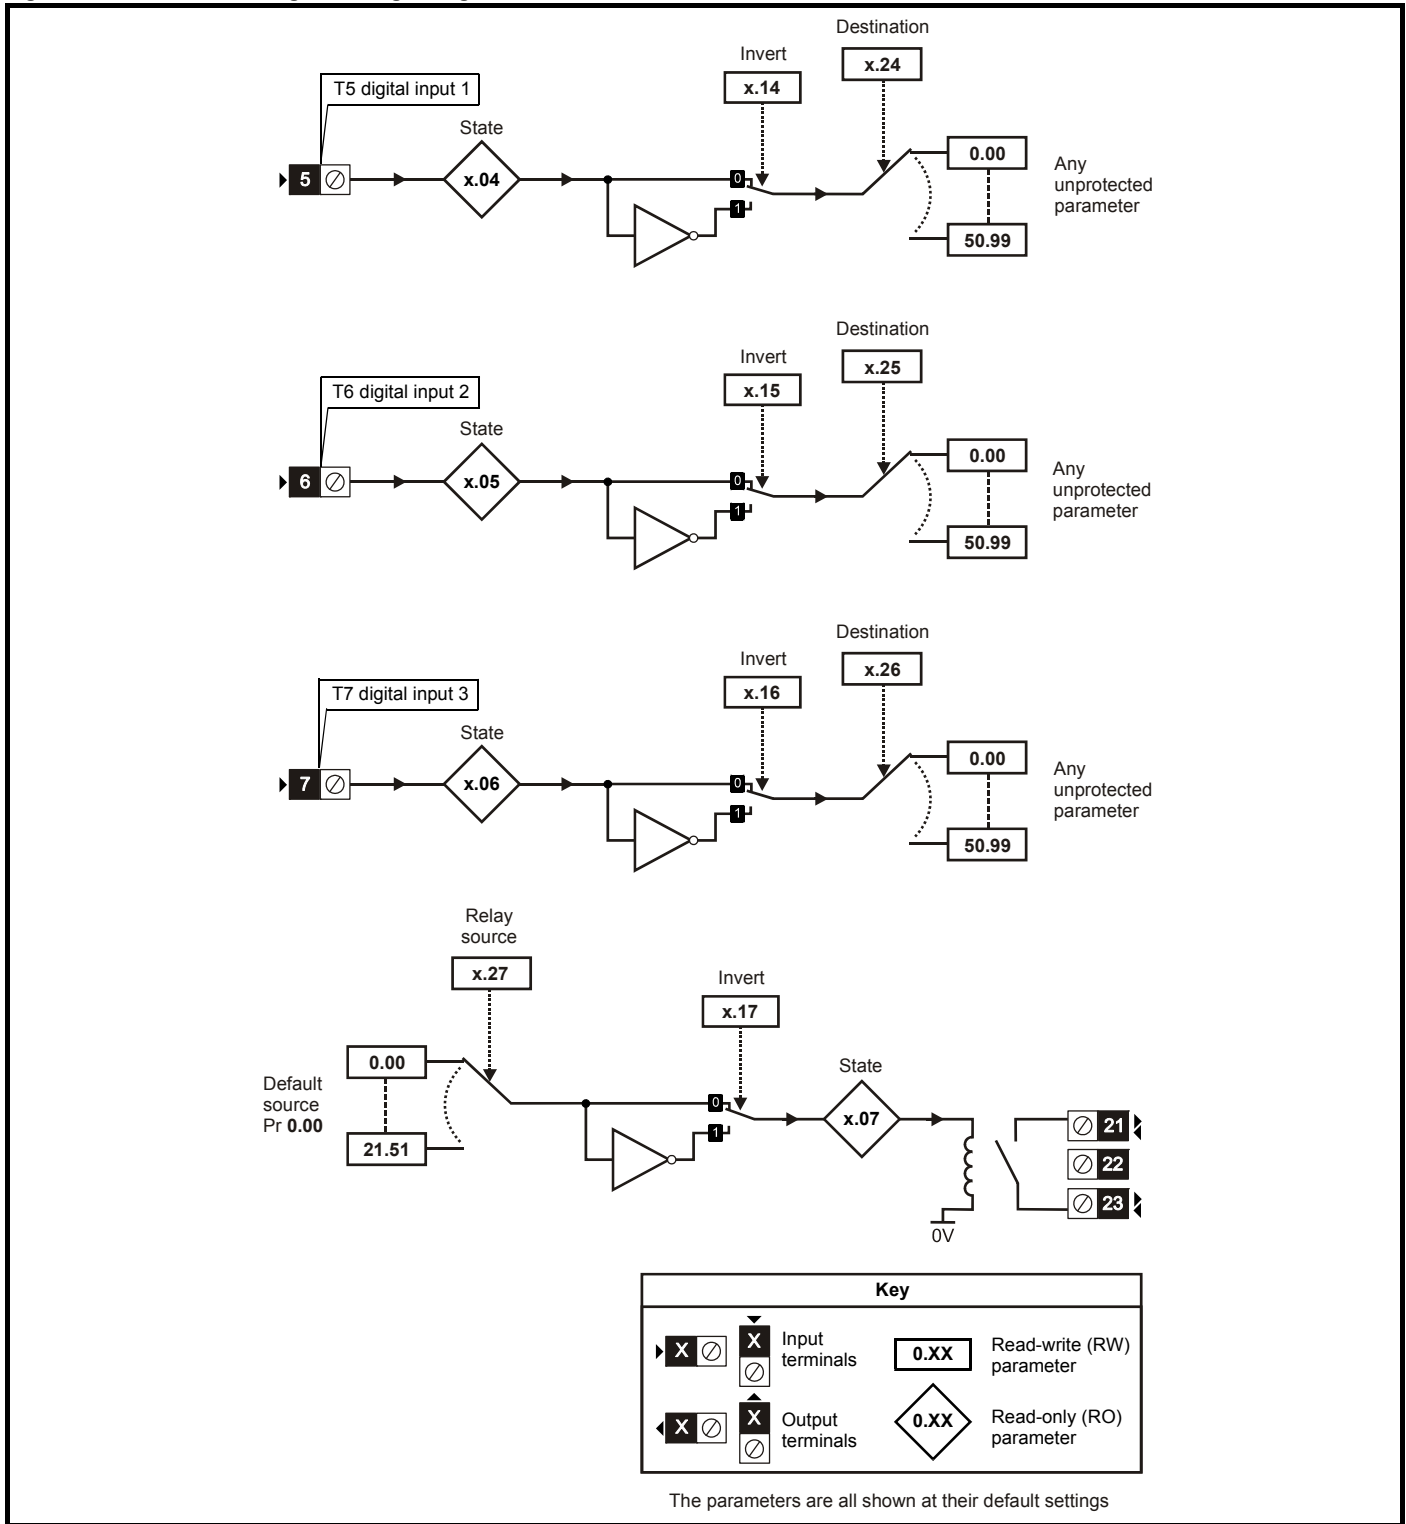 Destination
Invert
x.24
x.14
T5 digital input 1
State
0
0.00
5
x.04
1
Any
unprotected
parameter
50.99
Destination
Invert
x.25
x.15
T6 digital input 2
State
0
0.00
6
x.05
1
Any
unprotected
parameter
50.99
Destination
Invert
x.26
x.16
T7 digital input 3
State
0
0.00
7
x.06
1
Any
unprotected
parameter
50.99
Relay
source
x.27
Invert
x.17
0.00
State
Default
source
Pr 0.00
0
1
x.07
21
21.51
22
23
0V
Key
X
X
Input
terminals
0.XX
Read-write (RW)
parameter
X
X
Output
terminals
0.XX
Read-only (RO)
parameter
The parameters are all shown at their default settings